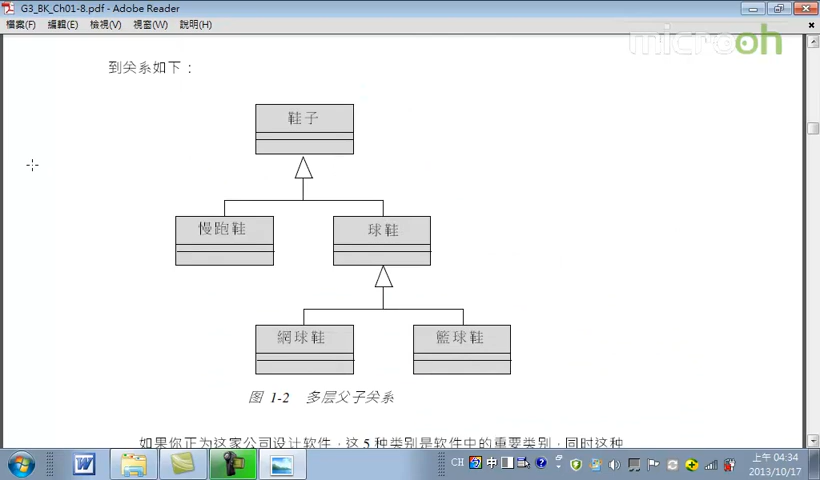 G3_BK_Ch01-8.pdf - Adobe Reader
檔案(F) 編輯(E) 檢視(V) 視窗(W) 說明(H)
microoh
到关系如下：
鞋子
慢跑鞋 球鞋
網球鞋 籃球鞋
图 1-2 多层父子关系
如果你正为这家公司设计软件，这 5 种类别是软件中的重要类别，同时这种
CH 中
上午 04:34
2013/10/17